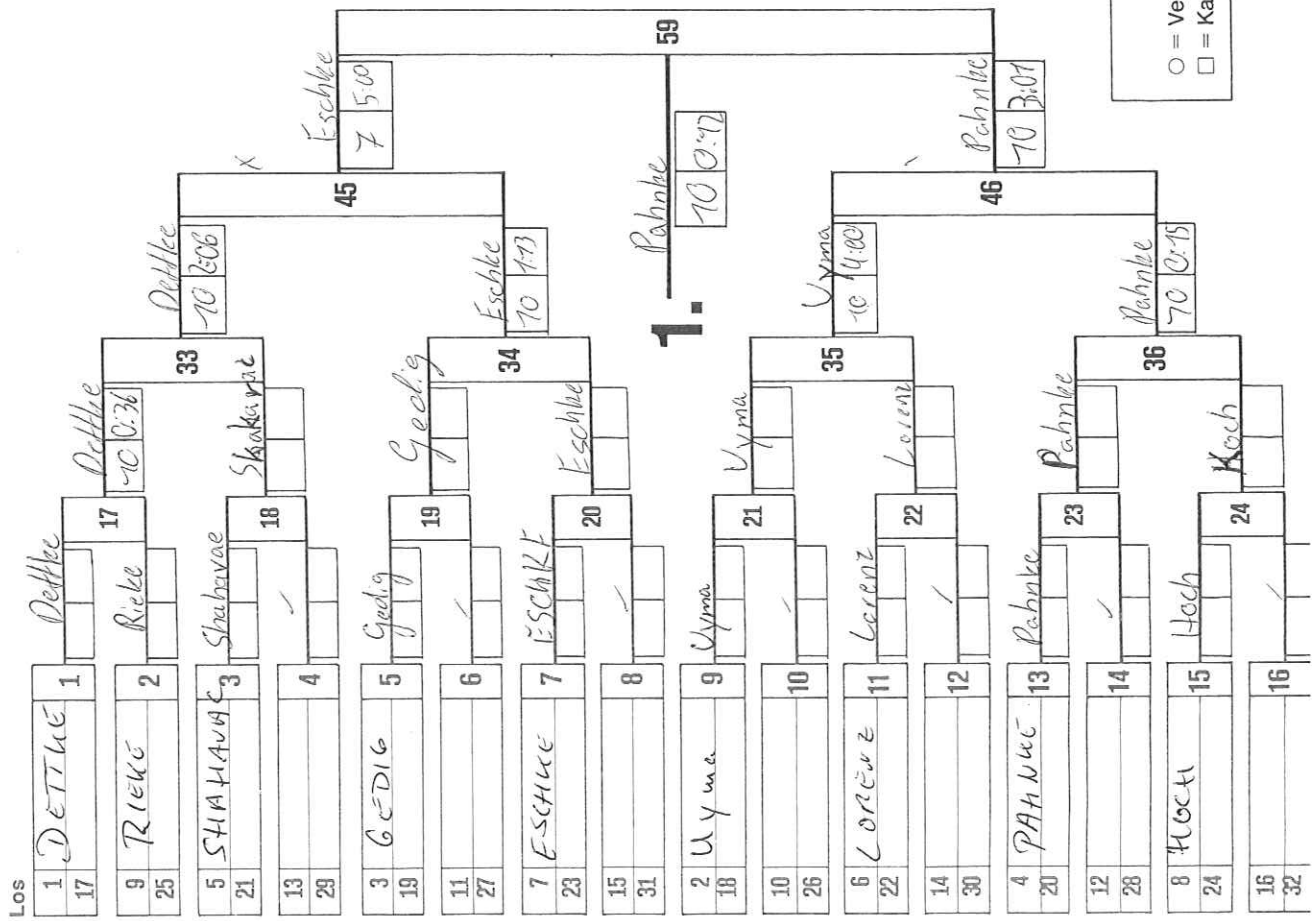 Los
1 DETTKE 1 Dettke
17
17 Dettke
10 0:36
9 RIEKE 2 Rieke
25
33 Dettke
10 2:06
5 SHAHAVAC 3 Shahavae
21
18
13 4
29
45 Eschke
7 5:00
3 GEDIG 5 Gedig
19
19 Gedig
11 6
27
34 Eschke
10 1:13
7 ESCHKE 7 ESCHKE
23
20 Eschke
15 8
31
59
1. Pahnke
10 0:12
2 Uyma 9 Uyma
18
21 Uyma
10 10
26
35 Uyma
10 4:00
6 LORENZ 11 Lorenz
22
22 Lorenz
14 12
30
46 Pahnke
10 3:01
4 PAHNKE 13 Pahnke
20
23 Pahnke
12 14
28
36 Pahnke
10 0:15
8 HOCH 15 Hoch
24
24 Koch
16 16
32
○ = Ve
□ = Ka